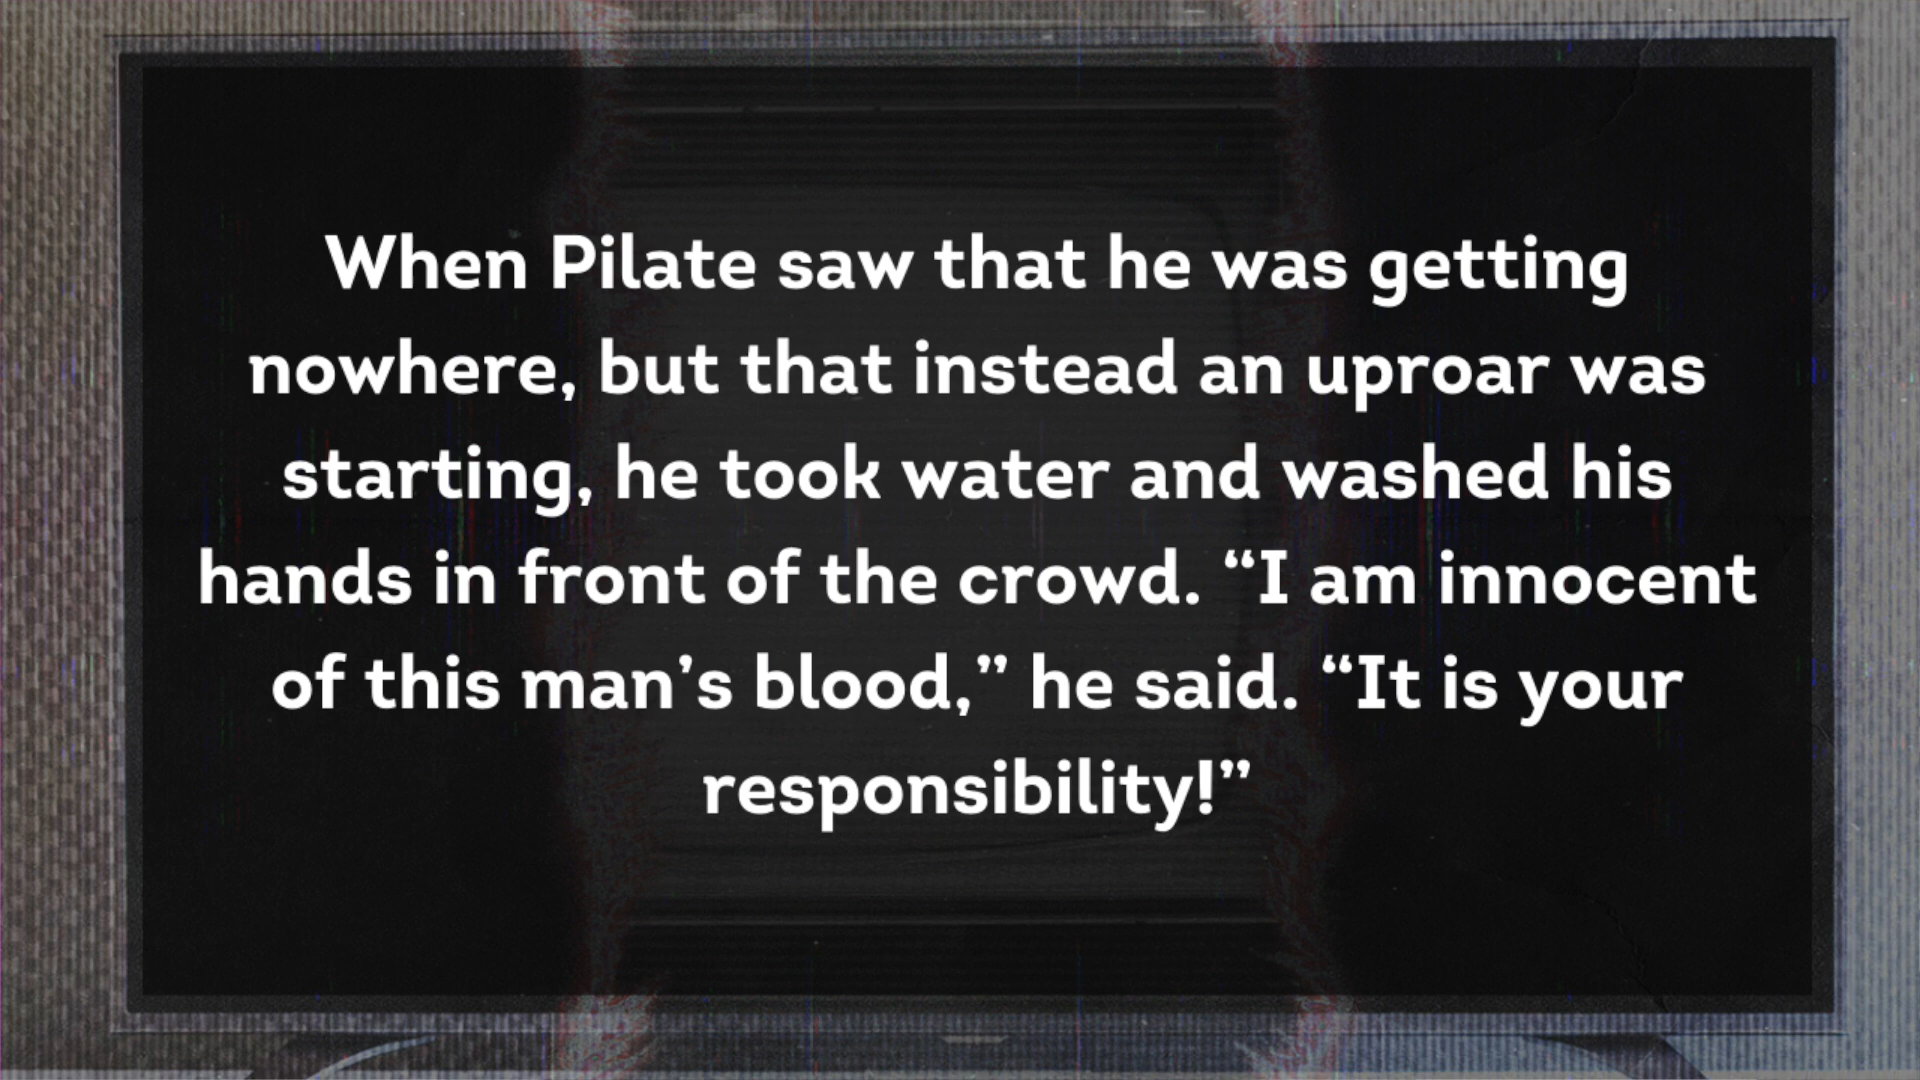 When Pilate saw that he was getting
nowhere, but that instead an uproar was
starting, he took water and washed his
hands in front of the crowd. “I am innocent
of this man’s blood,” he said. “It is your
responsibility!”